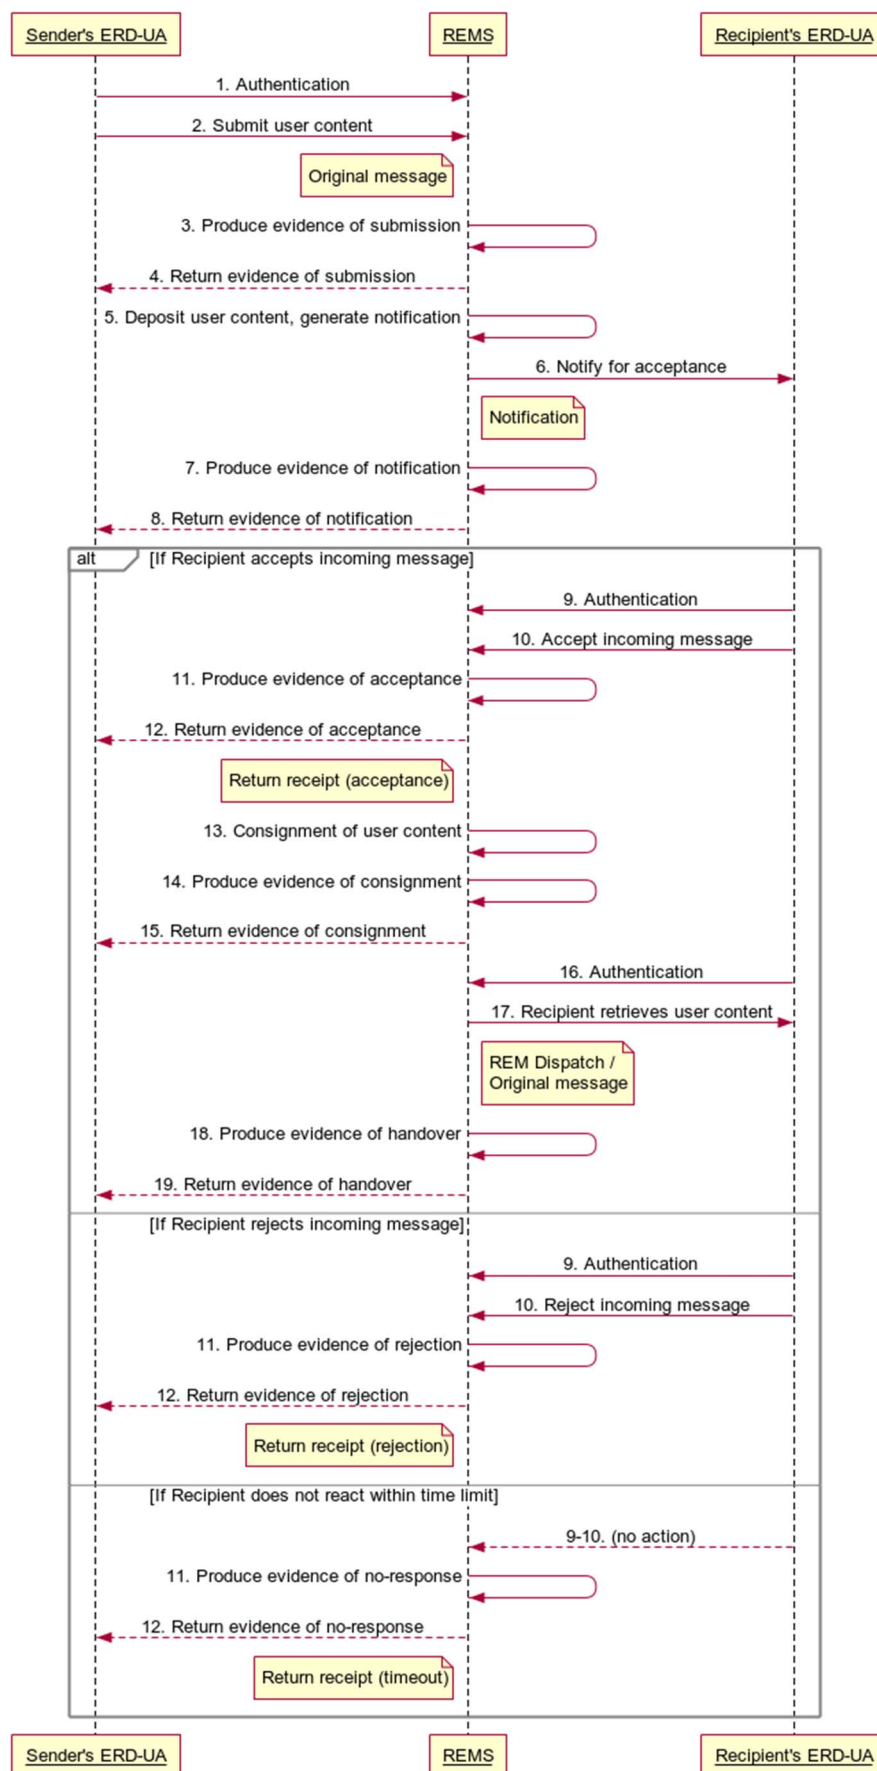 Sender's ERD-UA
REMS
Recipient's ERD-UA
1. Authentication
2. Submit user content
Original message
3. Produce evidence of submission
4. Return evidence of submission
5. Deposit user content, generate notification
6. Notify for acceptance
Notification
7. Produce evidence of notification
8. Return evidence of notification
alt
[If Recipient accepts incoming message]
9. Authentication
10. Accept incoming message
11. Produce evidence of acceptance
12. Return evidence of acceptance
Return receipt (acceptance)
13. Consignment of user content
14. Produce evidence of consignment
15. Return evidence of consignment
16. Authentication
17. Recipient retrieves user content
REM Dispatch /
Original message
18. Produce evidence of handover
19. Return evidence of handover
[If Recipient rejects incoming message]
9. Authentication
10. Reject incoming message
11. Produce evidence of rejection
12. Return evidence of rejection
Return receipt (rejection)
[If Recipient does not react within time limit]
9-10. (no action)
11. Produce evidence of no-response
12. Return evidence of no-response
Return receipt (timeout)
Sender's ERD-UA
REMS
Recipient's ERD-UA